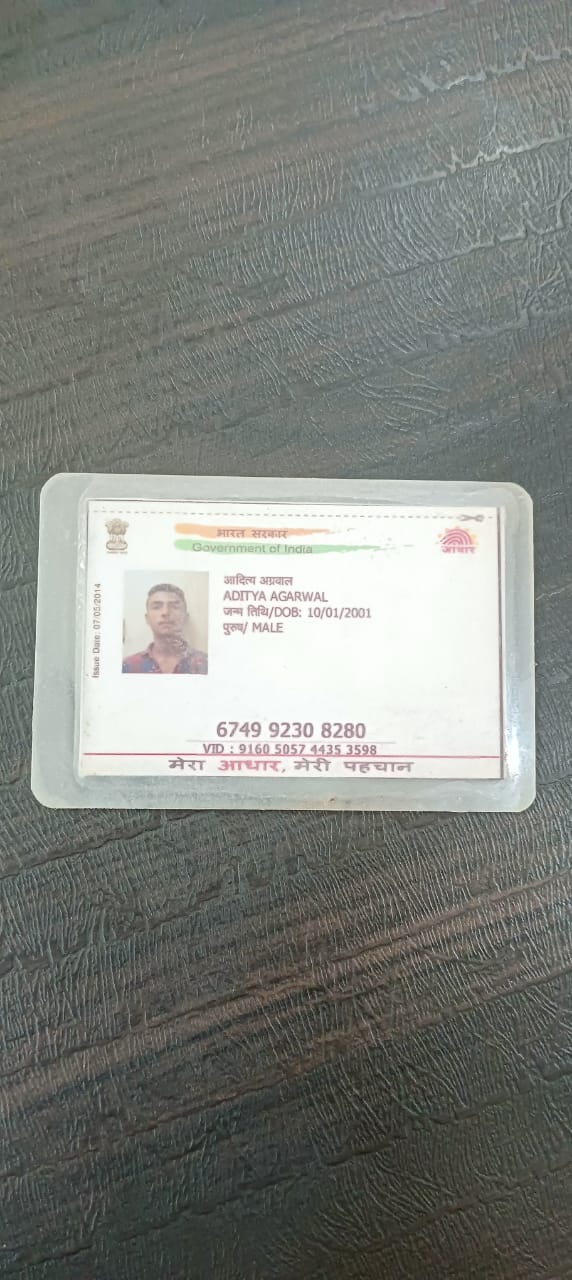 भारत सरकार
Government of India
आधार
Issue Date: 07/05/2014
आदित्य अग्रवाल
ADITYA AGARWAL
जन्म तिथि/DOB: 10/01/2001
पुरुष/ MALE
6749 9230 8280
VID : 9160 5057 4435 3598
मेरा आधार, मेरी पहचान